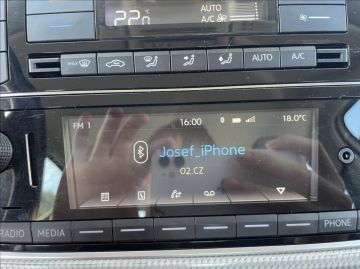 22
AUTO
A/C
MAX
AUTO
A/C
FM 1
16:00
18.0°C
Josef_iPhone
O2.CZ
RADIO
MEDIA
PHONE